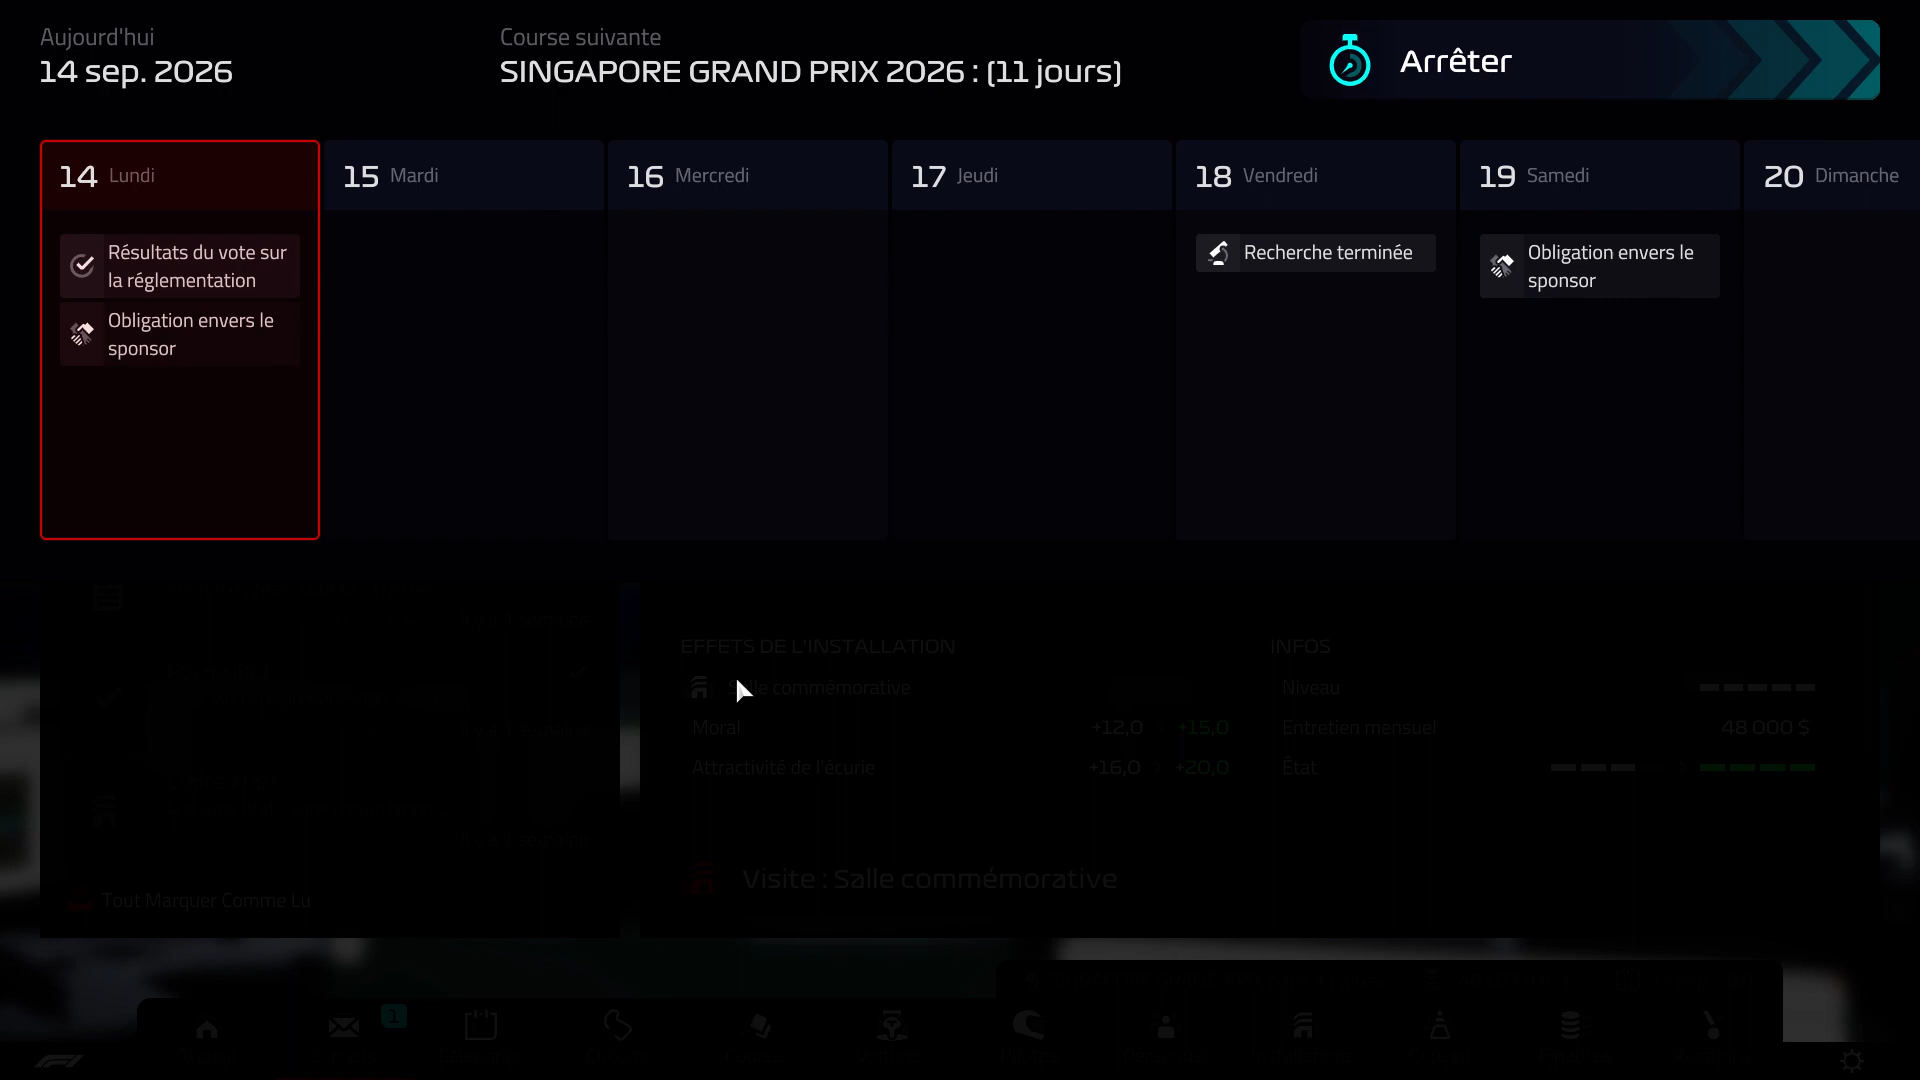 Aujourd'hui
14 sep. 2026
Course suivante
SINGAPORE GRAND PRIX 2026 : (11 jours)
Arrêter
14 Lundi
Résultats du vote sur
la réglementation
Obligation envers le
sponsor
15 Mardi
16 Mercredi
17 Jeudi
18 Vendredi
Recherche terminée
19 Samedi
Obligation envers le
sponsor
20 Dimanche
EFFETS DE L'INSTALLATION
Salle commémorative
Moral +12,0 +15,0
Attractivité de l'écurie +16,0 +20,0
INFOS
Niveau
Entretien mensuel 48 000 $
État
Visite : Salle commémorative
Tout Marquer Comme Lu
1